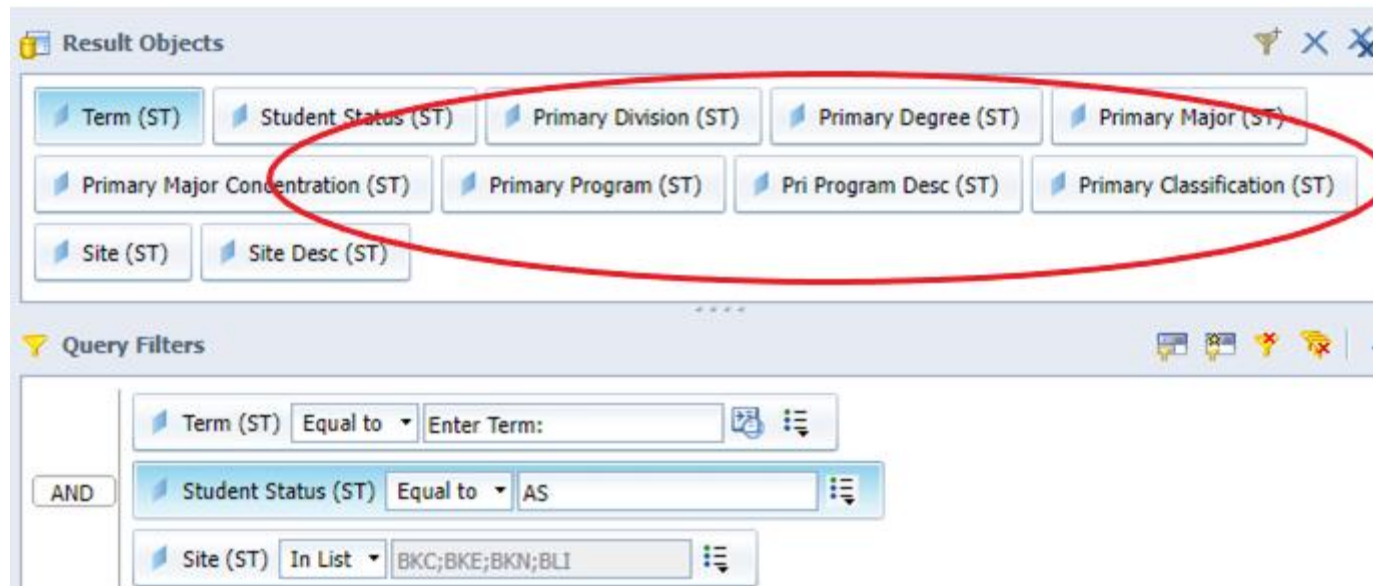 Result Objects
Term (ST) Student Status (ST) Primary Division (ST) Primary Degree (ST) Primary Major (ST)
Primary Major Concentration (ST) Primary Program (ST) Pri Program Desc (ST) Primary Classification (ST)
Site (ST) Site Desc (ST)
Query Filters
Term (ST) Equal to Enter Term:
AND Student Status (ST) Equal to AS
Site (ST) In List BKC;BKE;BKN;BLI